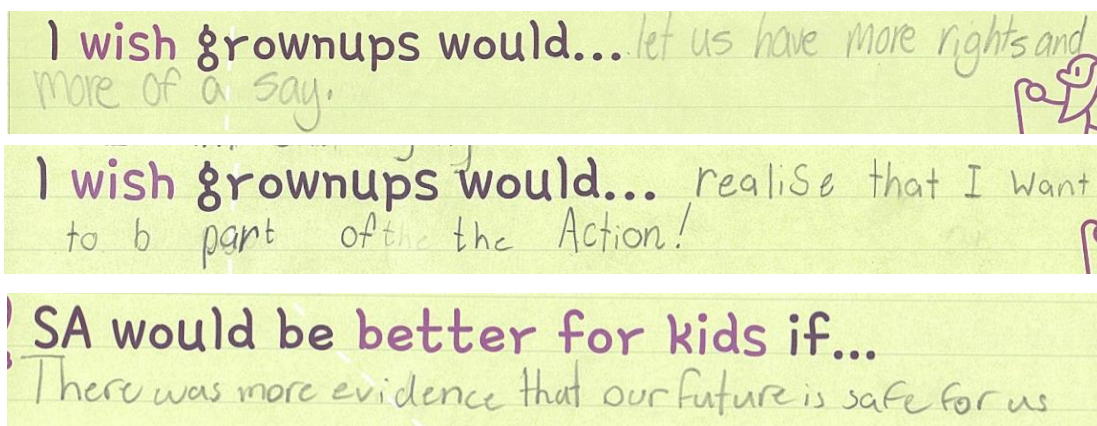 I wish grownups would... let us have more rights and
more of a say.
I wish grownups would... realise that I want
to b part of the the Action!
SA would be better for kids if...
There was more evidence that our future is safe for us